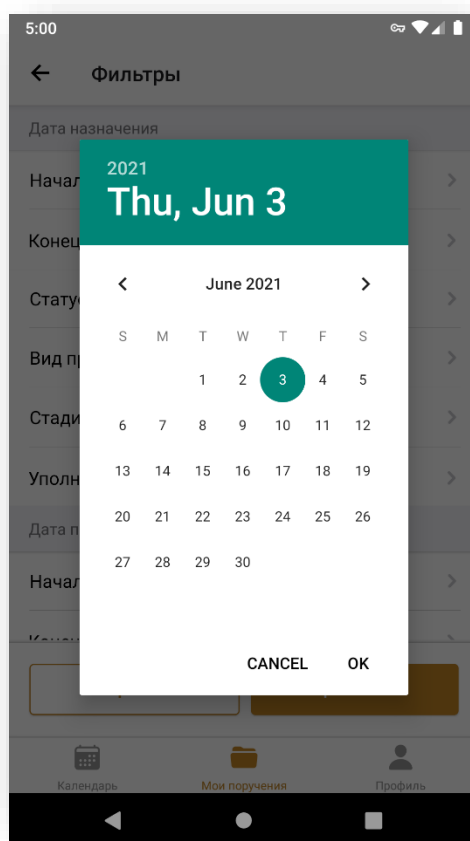 5:00
Фильтры
Дата назначения
Начал
Конец
Стату
Вид п
Стади
Уполн
Дата п
Начал
2021
Thu, Jun 3
June 2021
S M T W T F S
1 2 3 4 5
6 7 8 9 10 11 12
13 14 15 16 17 18 19
20 21 22 23 24 25 26
27 28 29 30
CANCEL OK
Календарь Мои поручения Профиль